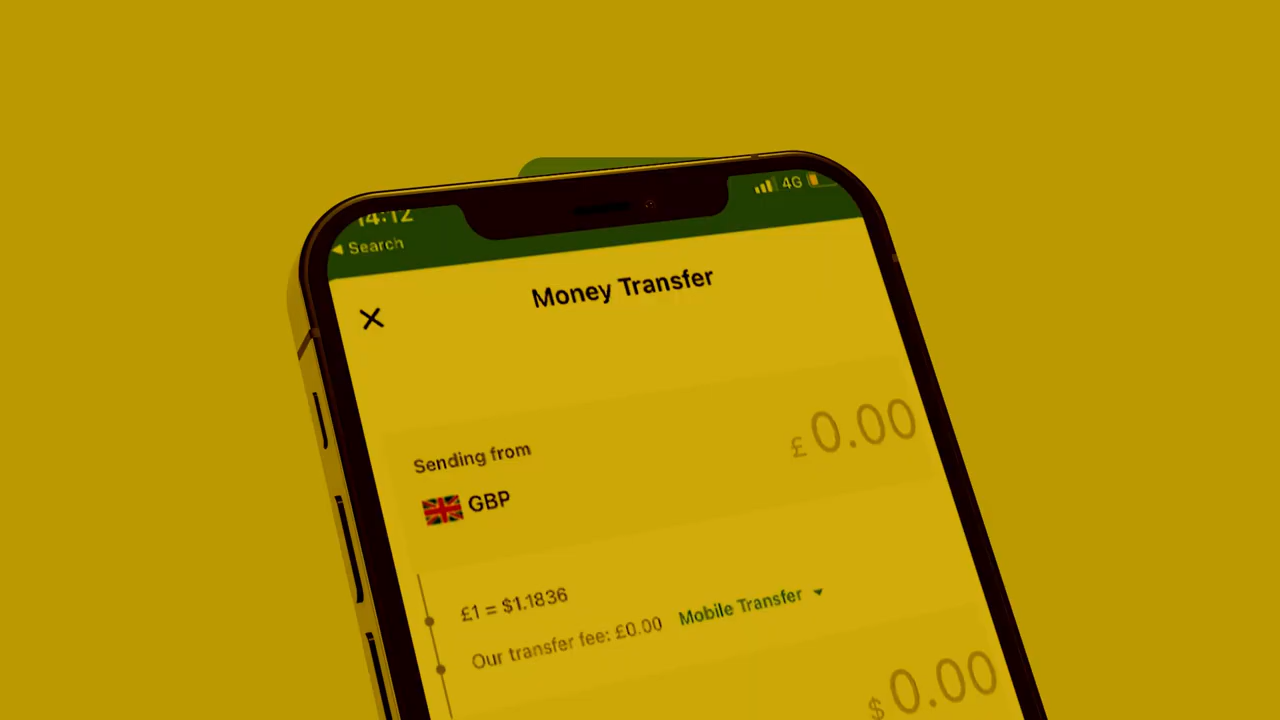 14:12
4G
Search
Money Transfer
£ 0.00
Sending from
GBP
£1 = $1.1836
Our transfer fee: £0.00 Mobile Transfer
$ 0.00